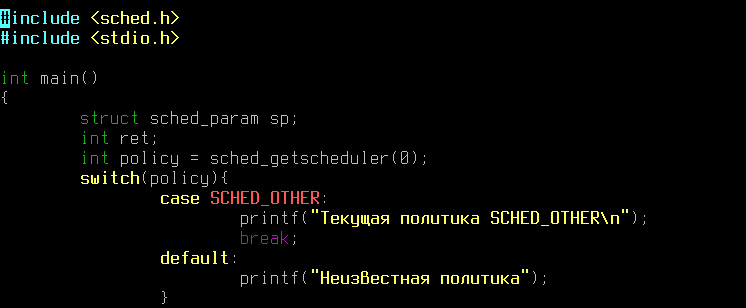 #include <sched.h>
#include <stdio.h>
int main()
{
struct sched_param sp;
int ret;
int policy = sched_getscheduler(0);
switch(policy){
case SCHED_OTHER:
printf("Текущая политика SCHED_OTHER\n");
break;
default:
printf("Неизвестная политика");
}